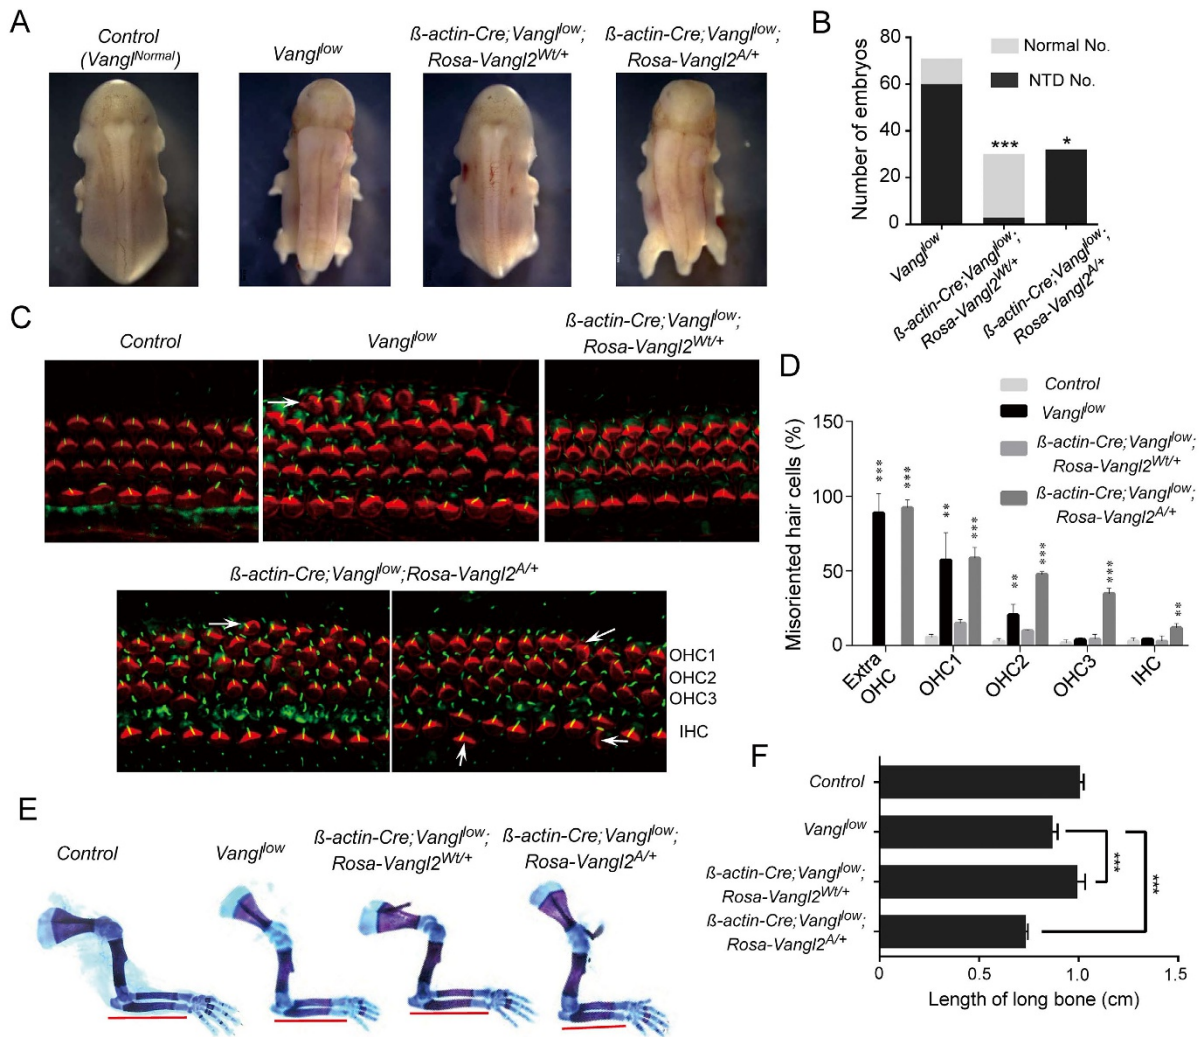 A
Control
(Vangl^Normal)
Vangl^low
ß-actin-Cre;Vangl^low;
Rosa-Vangl2^Wt/+
ß-actin-Cre;Vangl^low;
Rosa-Vangl2^A/+
B
Number of embryos
80
60
40
20
0
Normal No.
NTD No.
***
*
Vangl^low
ß-actin-Cre;Vangl^low;
Rosa-Vangl2^Wt/+
ß-actin-Cre;Vangl^low;
Rosa-Vangl2^A/+
C
Control
Vangl^low
ß-actin-Cre;Vangl^low;
Rosa-Vangl2^Wt/+
ß-actin-Cre;Vangl^low;Rosa-Vangl2^A/+
OHC1
OHC2
OHC3
IHC
D
Control
Vangl^low
ß-actin-Cre;Vangl^low;
Rosa-Vangl2^Wt/+
ß-actin-Cre;Vangl^low;
Rosa-Vangl2^A/+
Misoriented hair cells (%)
150
100
50
0
*** ***
** ***
** ***
***
**
Extra
OHC
OHC1
OHC2
OHC3
IHC
E
Control
Vangl^low
ß-actin-Cre;Vangl^low;
Rosa-Vangl2^Wt/+
ß-actin-Cre;Vangl^low;
Rosa-Vangl2^A/+
F
Control
Vangl^low
ß-actin-Cre;Vangl^low;
Rosa-Vangl2^Wt/+
ß-actin-Cre;Vangl^low;
Rosa-Vangl2^A/+
***
***
0 0.5 1.0 1.5
Length of long bone (cm)